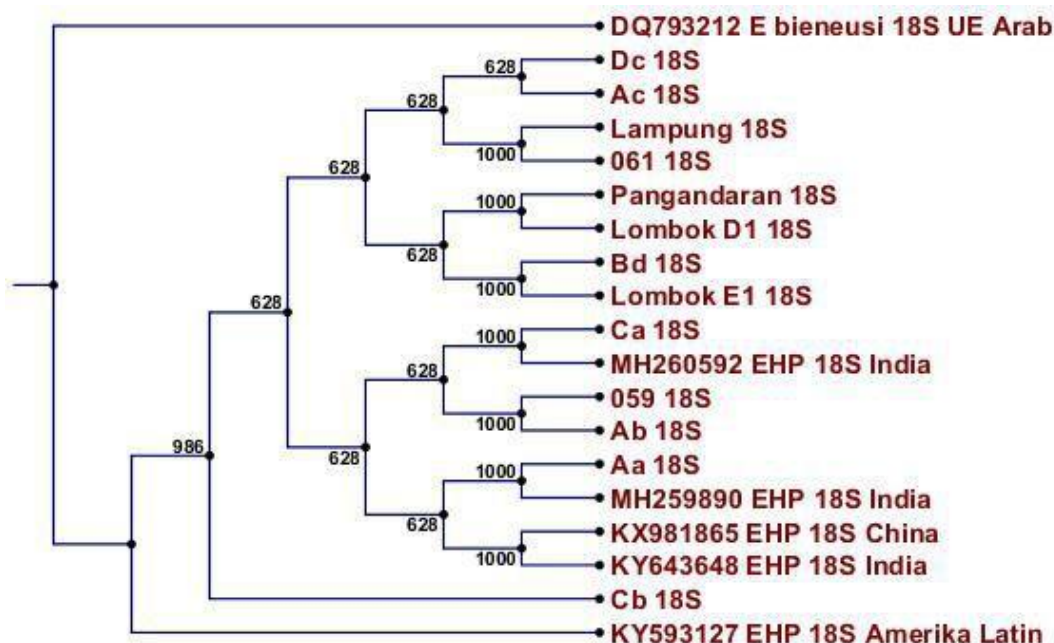 DQ793212 E bieneusi 18S UE Arab
628 Dc 18S
628 Ac 18S
Lampung 18S
1000 061 18S
628
1000 Pangandaran 18S
Lombok D1 18S
628 Bd 18S
1000 Lombok E1 18S
628
1000 Ca 18S
MH260592 EHP 18S India
628 059 18S
1000 Ab 18S
986 628
1000 Aa 18S
MH259890 EHP 18S India
628 KX981865 EHP 18S China
1000 KY643648 EHP 18S India
Cb 18S
KY593127 EHP 18S Amerika Latin